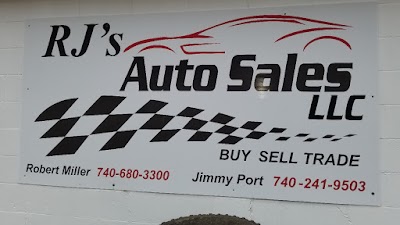 RJ's
Auto Sales
LLC
BUY SELL TRADE
Robert Miller 740-680-3300 Jimmy Port 740-241-9503